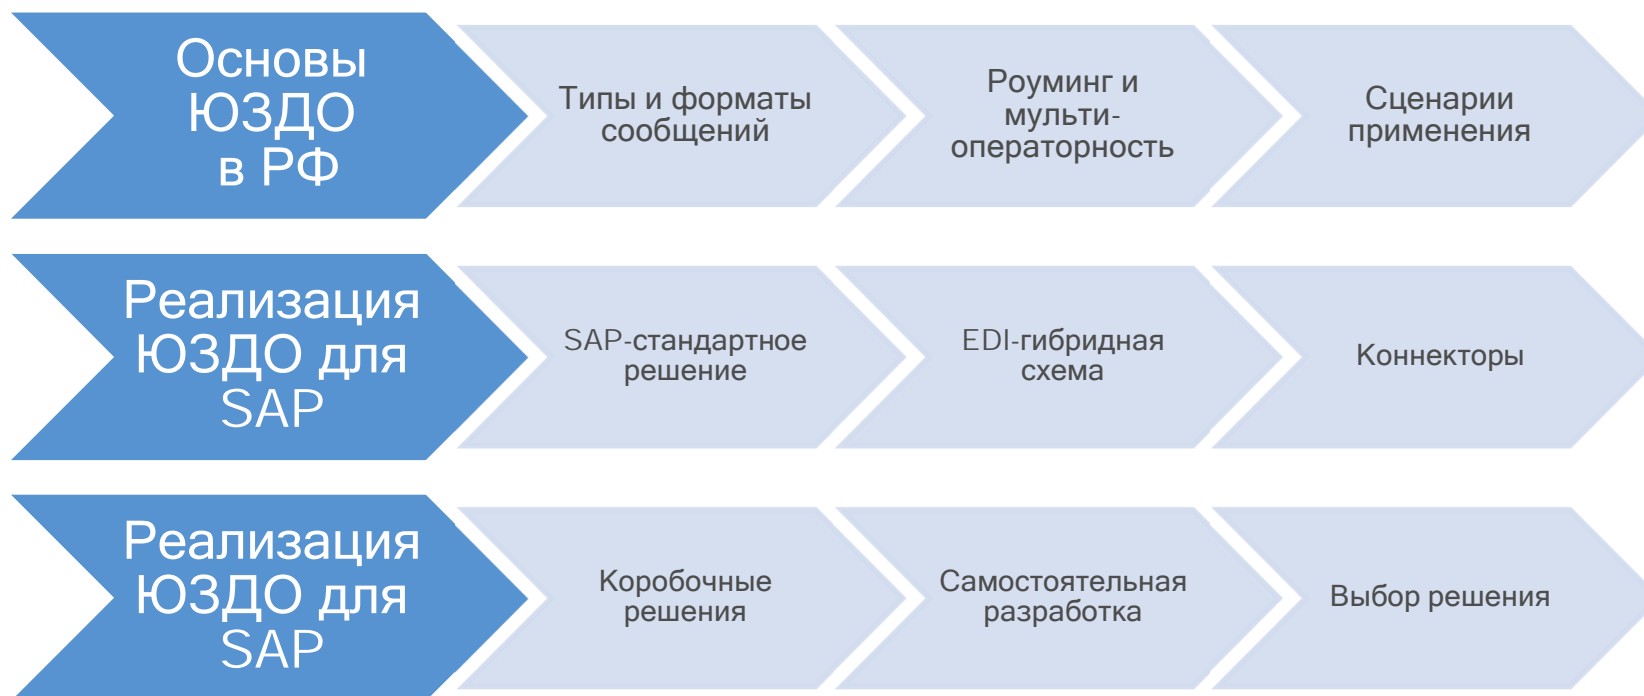 Основы
ЮЗДО
в РФ
Типы и форматы
сообщений
Роуминг и
мульти-
операторность
Сценарии
применения
Реализация
ЮЗДО для
SAP
SAP-стандартное
решение
EDI-гибридная
схема
Коннекторы
Реализация
ЮЗДО для
SAP
Коробочные
решения
Самостоятельная
разработка
Выбор решения